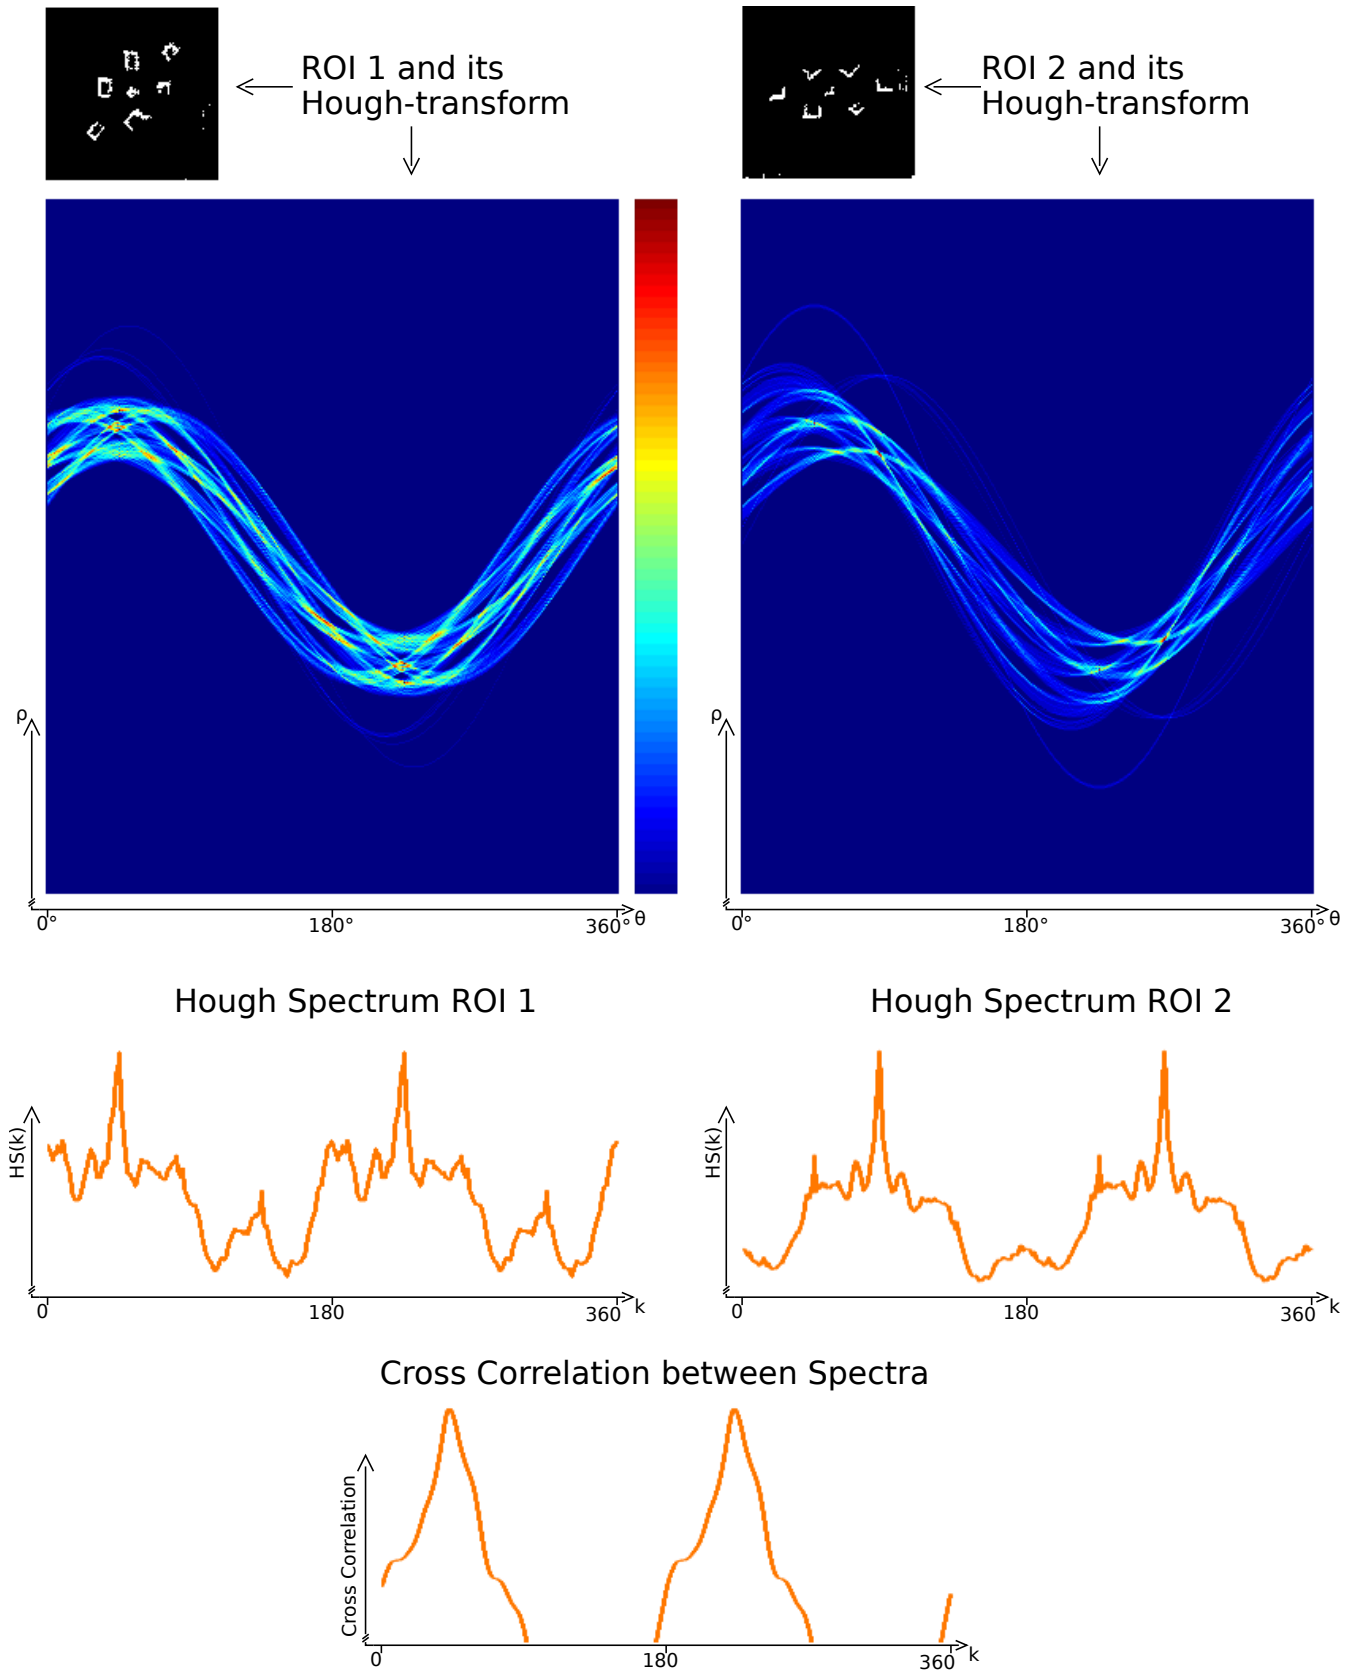 ROI 1 and its
Hough-transform
ROI 2 and its
Hough-transform
ρ
0° 180° 360° θ
ρ
0° 180° 360° θ
Hough Spectrum ROI 1
HS(k)
0 180 360 k
Hough Spectrum ROI 2
HS(k)
0 180 360 k
Cross Correlation between Spectra
Cross Correlation
0 180 360 k